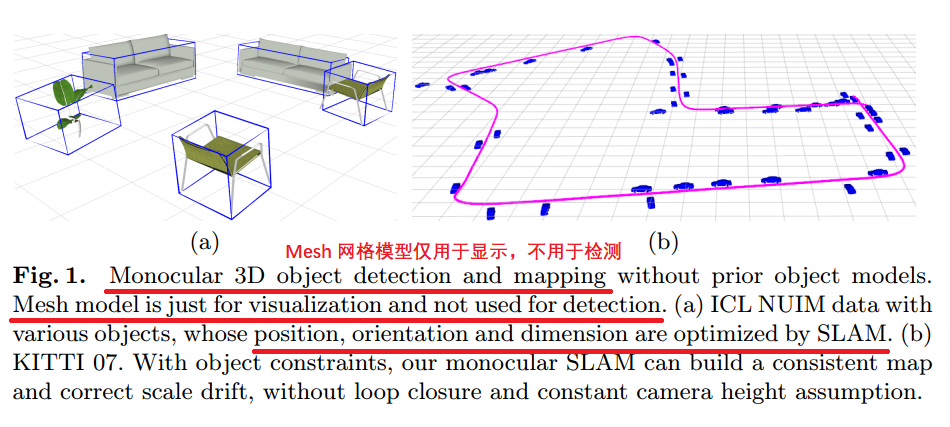 (a)
(b)
Mesh 网格模型仅用于显示，不用于检测
Fig. 1. Monocular 3D object detection and mapping without prior object models.
Mesh model is just for visualization and not used for detection. (a) ICL NUIM data with
various objects, whose position, orientation and dimension are optimized by SLAM. (b)
KITTI 07. With object constraints, our monocular SLAM can build a consistent map
and correct scale drift, without loop closure and constant camera height assumption.